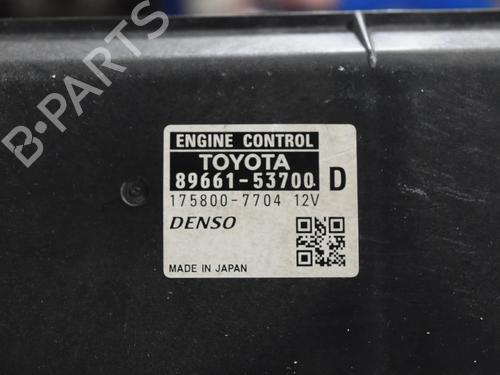 B-PARTS
ENGINE CONTROL
TOYOTA
89661-53700 D
175800-7704 12V
DENSO
MADE IN JAPAN